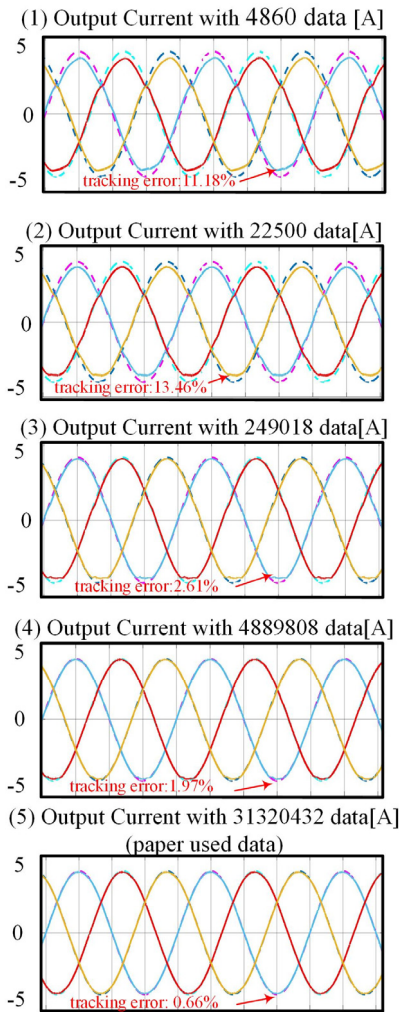 (1) Output Current with 4860 data [A]
5
0
-5
tracking error:11.18%
(2) Output Current with 22500 data[A]
5
0
-5
tracking error:13.46%
(3) Output Current with 249018 data[A]
5
0
-5
tracking error:2.61%
(4) Output Current with 4889808 data[A]
5
0
-5
tracking error:1.97%
(5) Output Current with 31320432 data[A]
(paper used data)
5
0
-5
tracking error: 0.66%